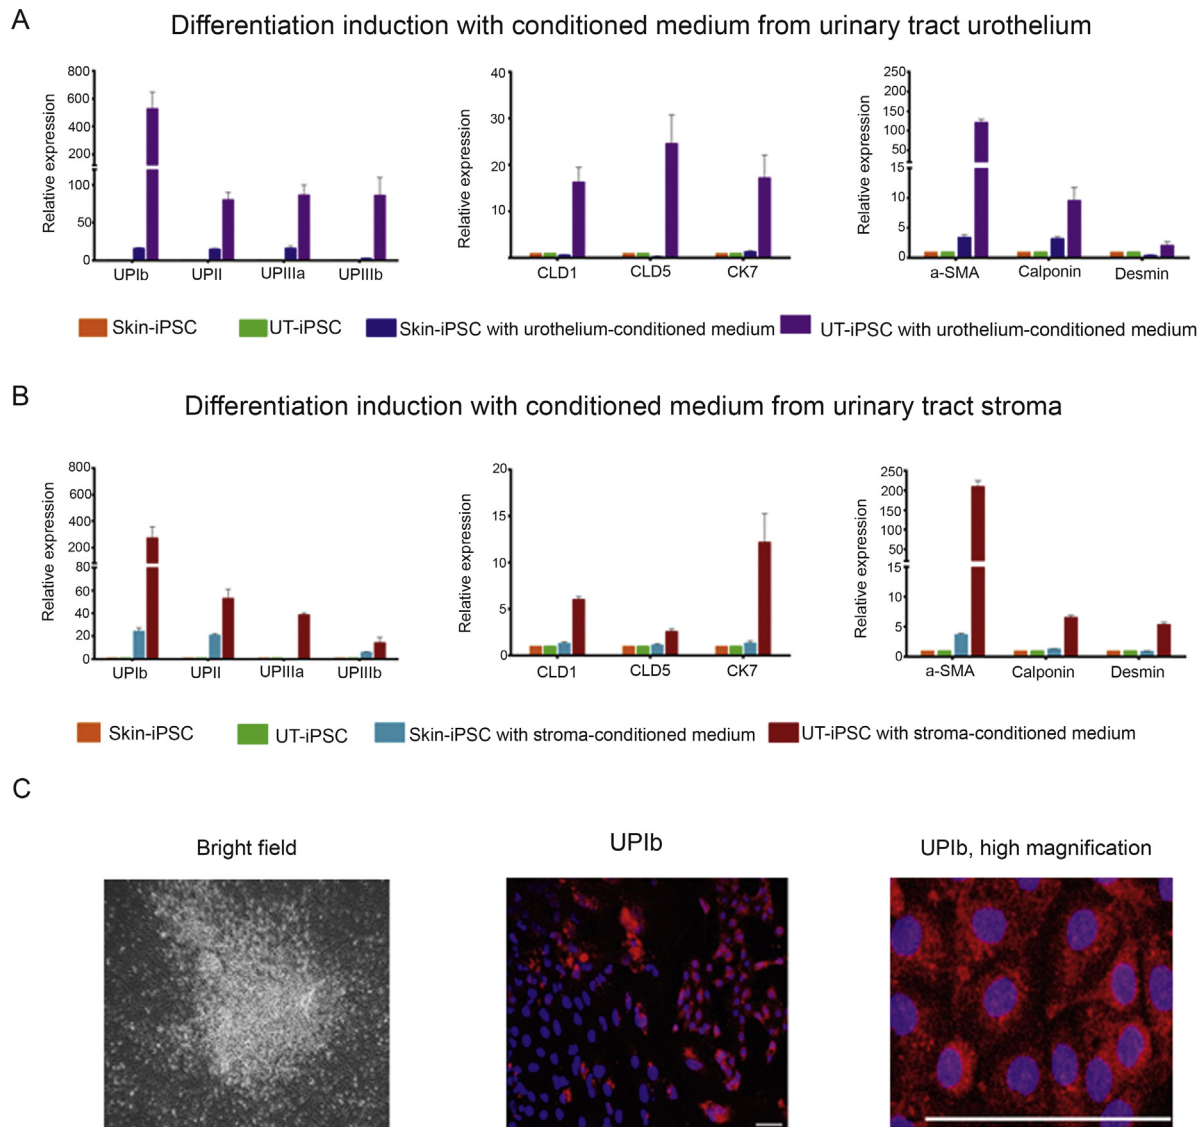 A
Differentiation induction with conditioned medium from urinary tract urothelium
Relative expression
800
600
400
200
100
50
0
UPIb UPII UPIIIa UPIIIb
Relative expression
40
30
20
10
CLD1 CLD5 CK7
Relative expression
250
200
150
100
50
15
10
5
0
a-SMA Calponin Desmin
Skin-iPSC UT-iPSC Skin-iPSC with urothelium-conditioned medium UT-iPSC with urothelium-conditioned medium
B
Differentiation induction with conditioned medium from urinary tract stroma
Relative expression
800
600
400
200
80
60
40
20
0
UPIb UPII UPIIIa UPIIIb
Relative expression
20
15
10
5
0
CLD1 CLD5 CK7
Relative expression
250
200
150
100
50
15
10
5
0
a-SMA Calponin Desmin
Skin-iPSC UT-iPSC Skin-iPSC with stroma-conditioned medium UT-iPSC with stroma-conditioned medium
C
Bright field
UPIb
UPIb, high magnification